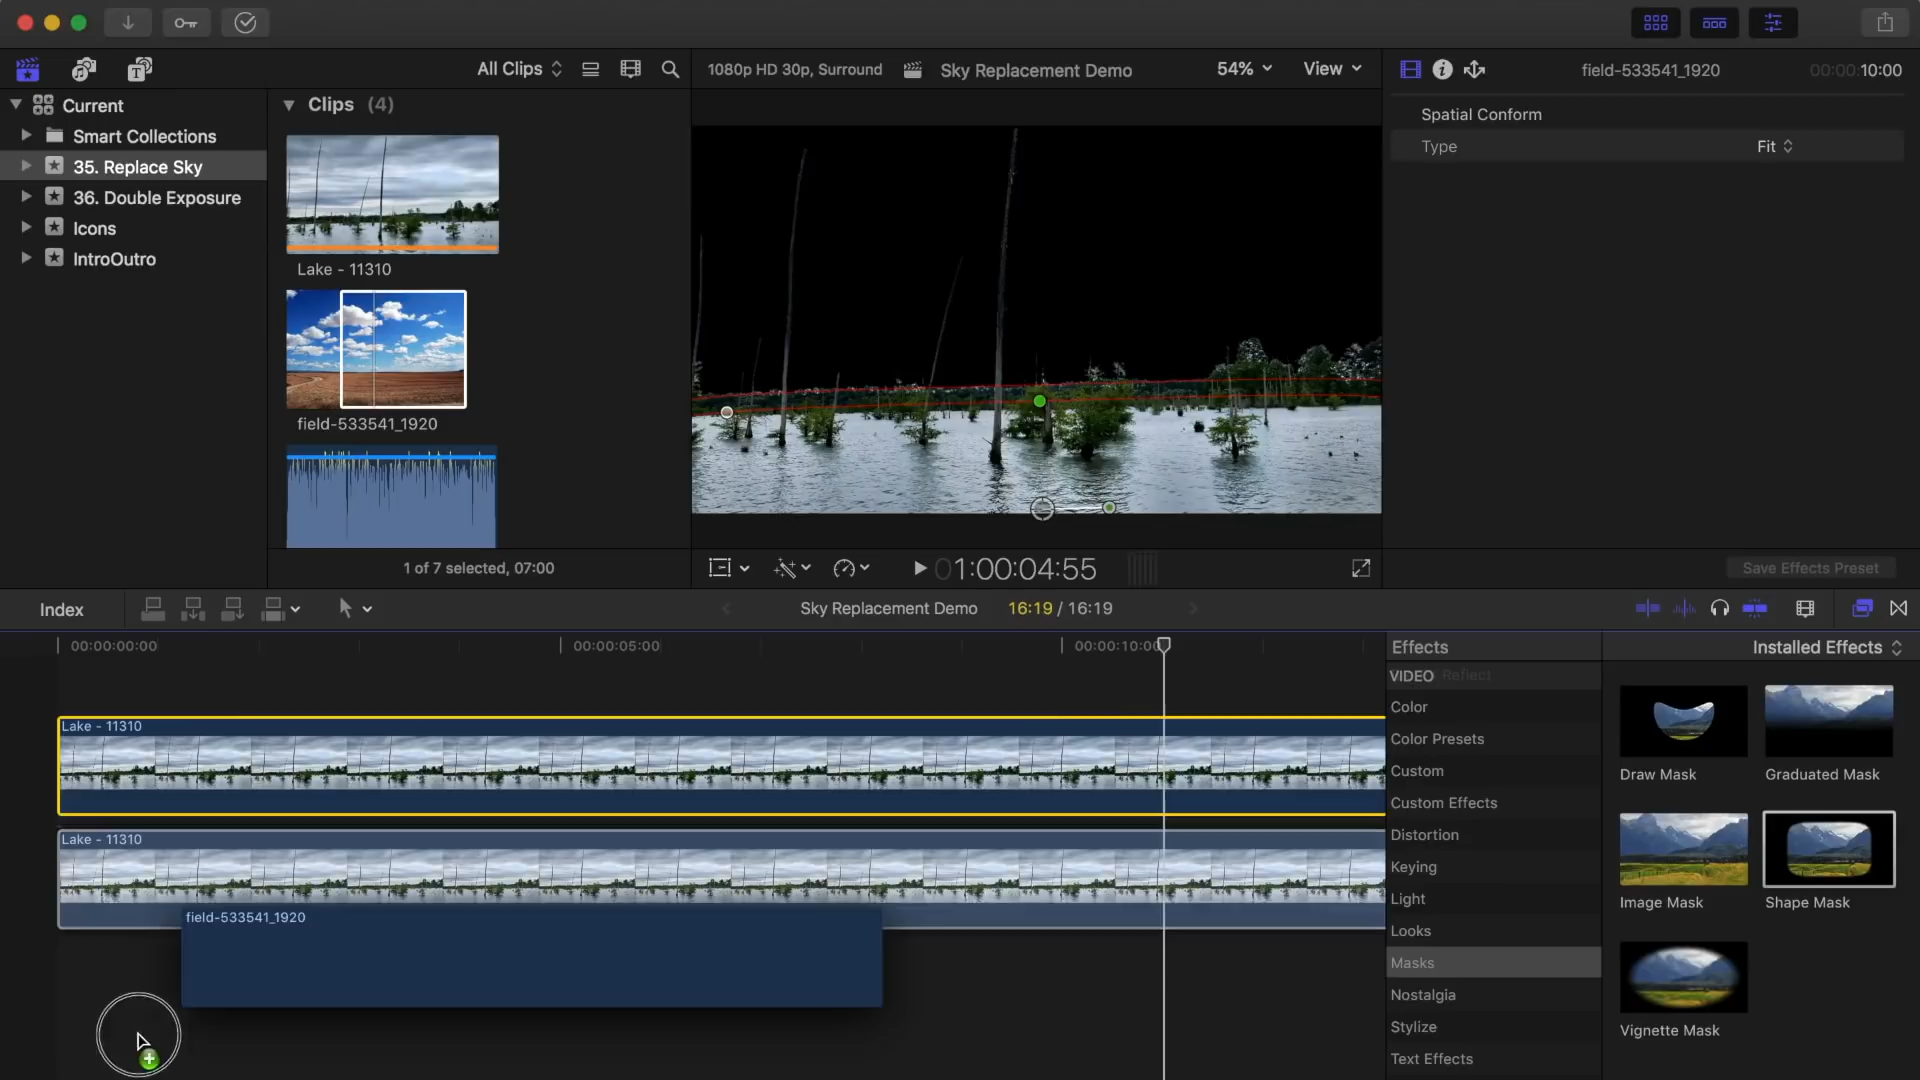 All Clips
1080p HD 30p, Surround
Sky Replacement Demo
54%
View
field-533541_1920
00:00:10:00
Current
Smart Collections
35. Replace Sky
36. Double Exposure
Icons
IntroOutro
Clips (4)
Lake - 11310
field-533541_1920
1 of 7 selected, 07:00
Spatial Conform
Type
Fit
01:00:04:55
Save Effects Preset
Index
Sky Replacement Demo
16:19 / 16:19
00:00:00:00
00:00:05:00
00:00:10:00
Lake - 11310
Lake - 11310
field-533541_1920
Effects
Installed Effects
VIDEO
Reflect
Color
Color Presets
Custom
Custom Effects
Distortion
Keying
Light
Looks
Masks
Nostalgia
Stylize
Text Effects
Draw Mask
Graduated Mask
Image Mask
Shape Mask
Vignette Mask